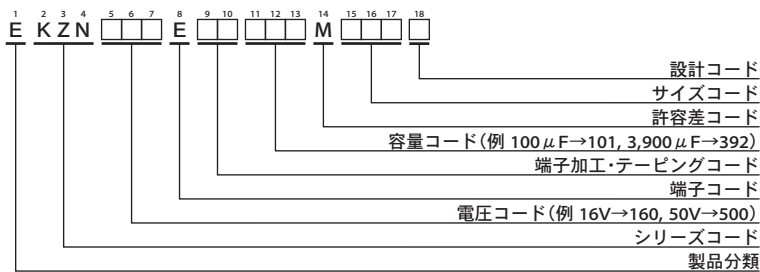 1 2 3 4 5 6 7 8 9 10 11 12 13 14 15 16 17 18
E KZN □□□ E □□ □□□ M □□□ □
設計コード
サイズコード
許容差コード
容量コード（例 100μF→101, 3,900μF→392）
端子加工・テーピングコード
端子コード
電圧コード（例 16V→160, 50V→500）
シリーズコード
製品分類